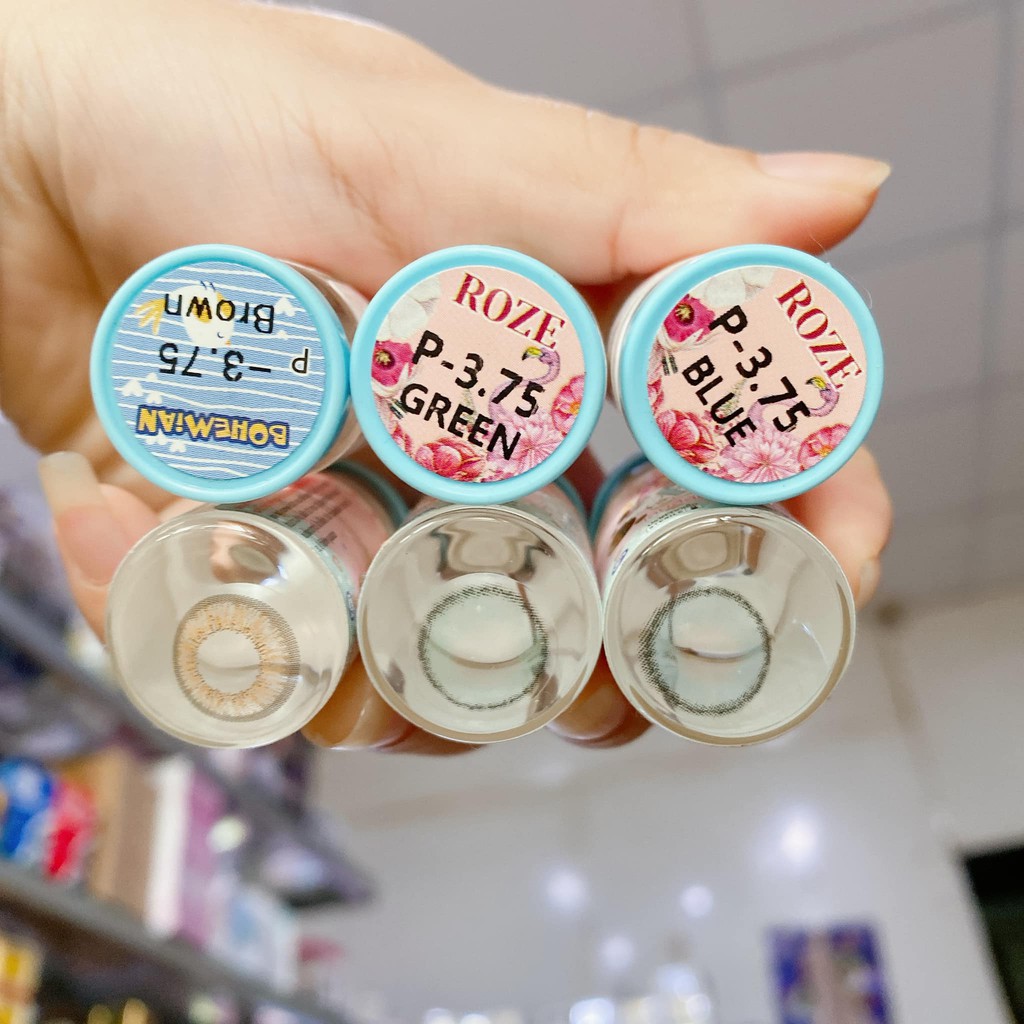 BOHEMIAN
P -3.75
Brown
ROZE
P-3.75
GREEN
ROZE
P-3.75
BLUE